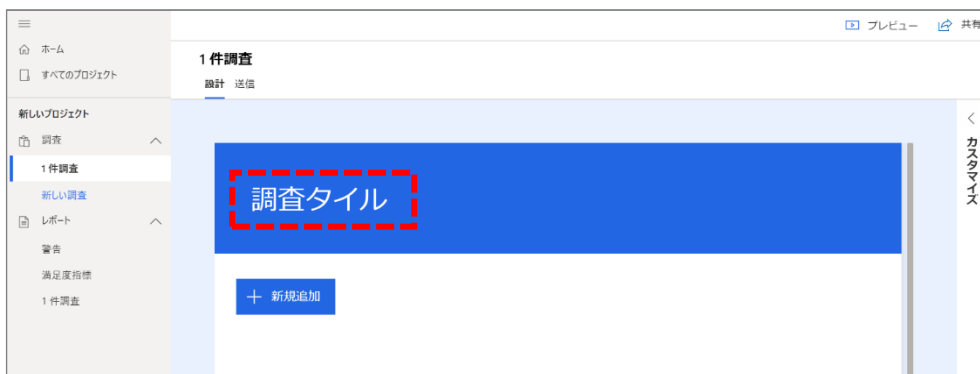 プレビュー 共有
ホーム
すべてのプロジェクト
1 件調査
設計 送信
新しいプロジェクト
調査
1 件調査
新しい調査
レポート
警告
満足度指標
1 件調査
調査タイル
新規追加
カスタマイズ